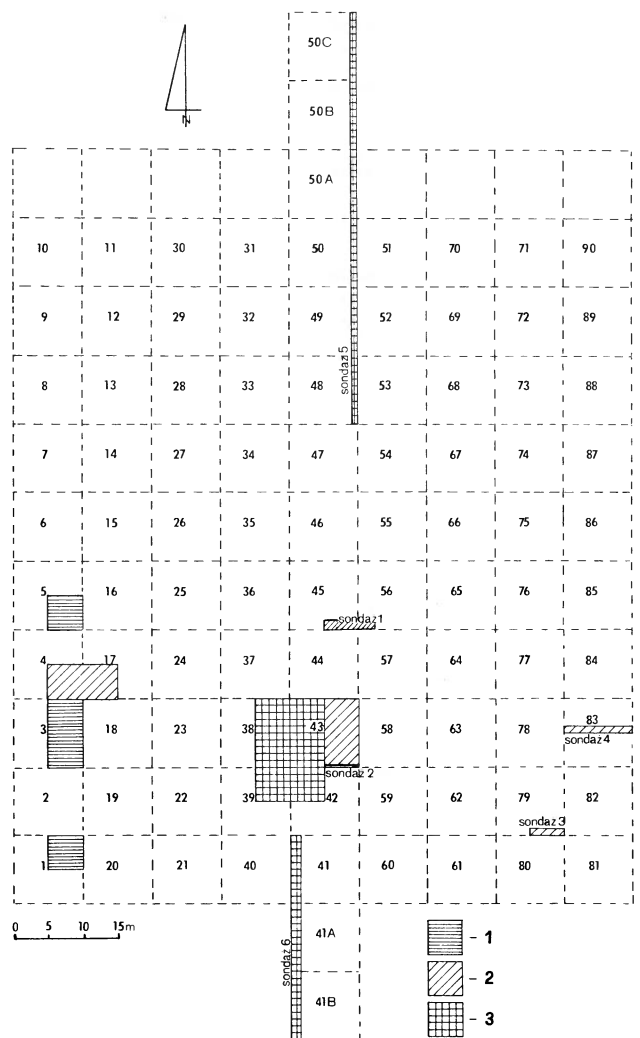 50C
50B
N
50A
10 11 30 31 50 51 70 71 90
9 12 29 32 49 52 69 72 89
8 13 28 33 48 53 68 73 88
sondaż 5
7 14 27 34 47 54 67 74 87
6 15 26 35 46 55 66 75 86
5 16 25 36 45 56 65 76 85
sondaż 1
4 17 24 37 44 57 64 77 84
3 18 23 38 43 58 63 78 83
sondaż 4
sondaż 2
2 19 22 39 42 59 62 79 82
sondaż 3
1 20 21 40 41 60 61 80 81
0 5 10 15m
sondaż 6
41A
41B
- 1
- 2
- 3